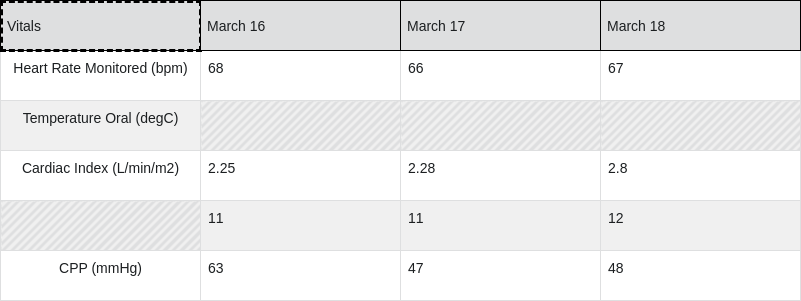 Vitals March 16 March 17 March 18
Heart Rate Monitored (bpm) 68 66 67
Temperature Oral (degC)
Cardiac Index (L/min/m2) 2.25 2.28 2.8
11 11 12
CPP (mmHg) 63 47 48